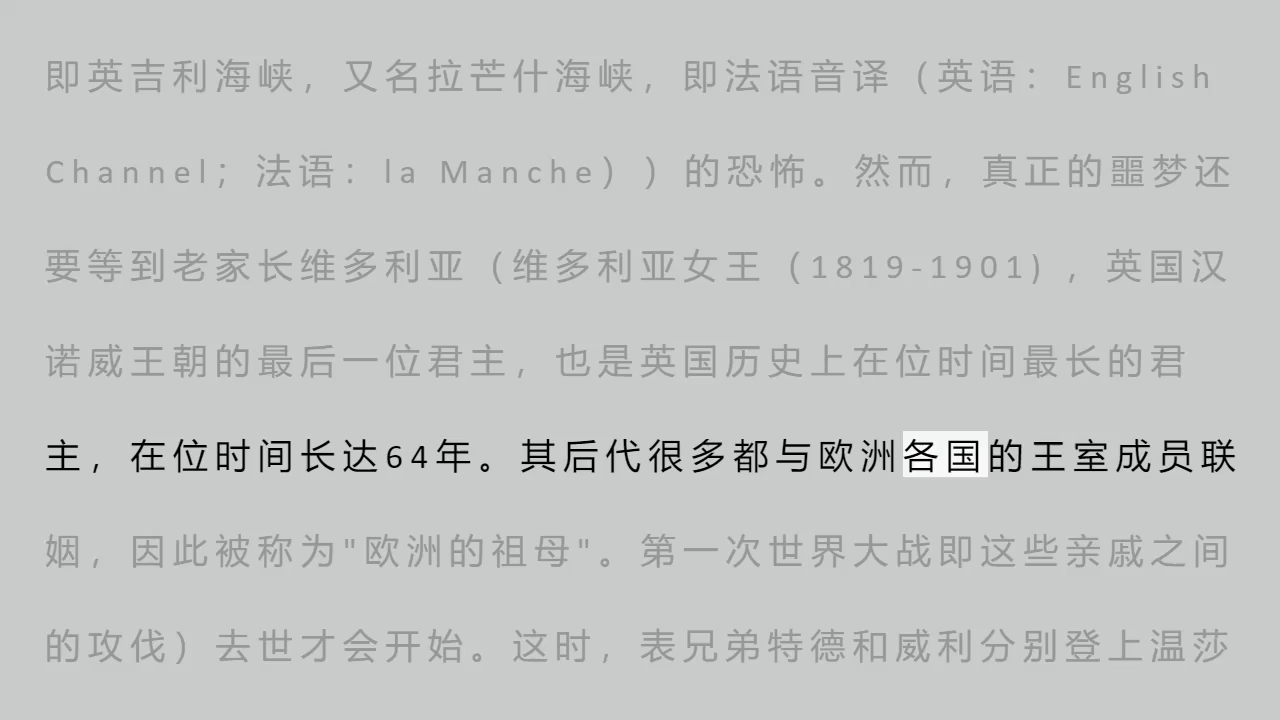 即英吉利海峡，又名拉芒什海峡，即法语音译（英语：English
Channel；法语：la Manche））的恐怖。然而，真正的噩梦还
要等到老家长维多利亚（维多利亚女王（1819-1901），英国汉
诺威王朝的最后一位君主，也是英国历史上在位时间最长的君
主，在位时间长达64年。其后代很多都与欧洲各国的王室成员联
姻，因此被称为"欧洲的祖母"。第一次世界大战即这些亲戚之间
的攻伐）去世才会开始。这时，表兄弟特德和威利分别登上温莎